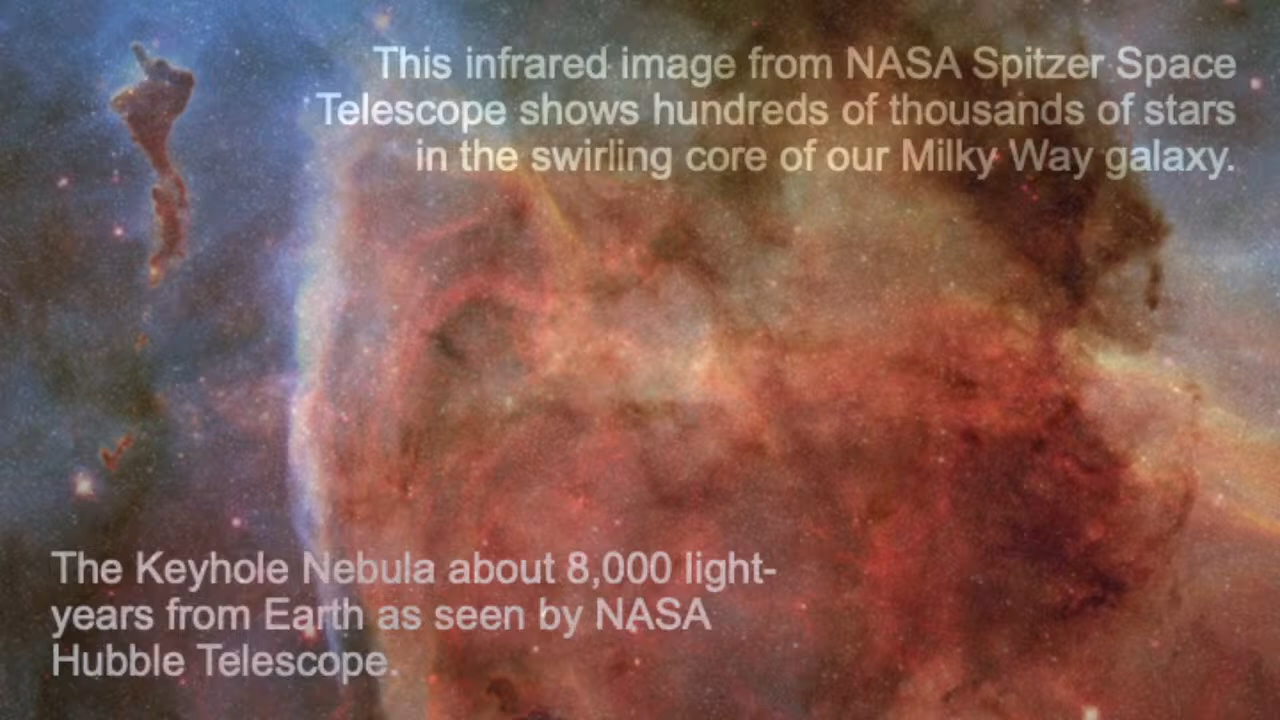 This infrared image from NASA Spitzer Space
Telescope shows hundreds of thousands of stars
in the swirling core of our Milky Way galaxy.
The Keyhole Nebula about 8,000 light-
years from Earth as seen by NASA
Hubble Telescope.